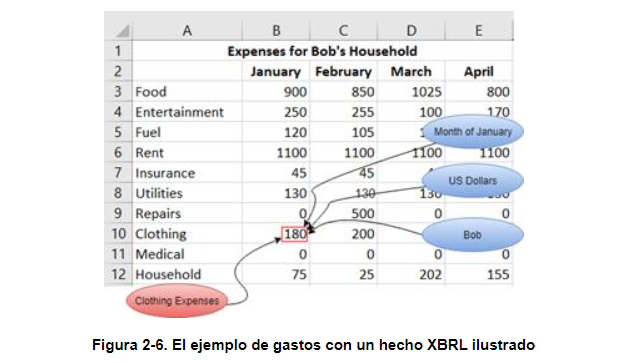 A B C D E
1 Expenses for Bob's Household
2 January February March April
3 Food 900 850 1025 800
4 Entertainment 250 255 100 170
5 Fuel 120 105 Month of January
6 Rent 1100 1100 1100 1100
7 Insurance 45 45
US Dollars
8 Utilities 130 130 130
9 Repairs 0 500 0 0
10 Clothing 180 200 Bob
11 Medical 0 0 0 0
12 Household 75 25 202 155
Clothing Expenses
Figura 2-6. El ejemplo de gastos con un hecho XBRL ilustrado